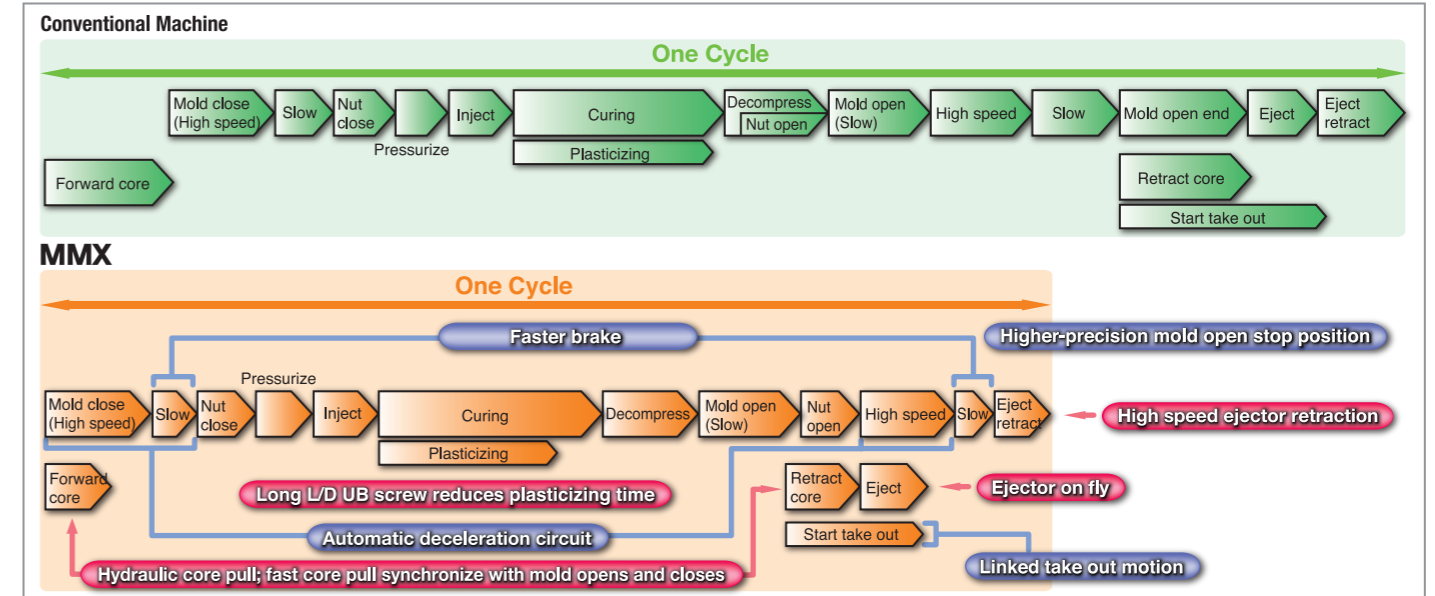 Conventional Machine
One Cycle
Mold close
(High speed)
Slow
Nut
close
Pressurize
Inject
Curing
Plasticizing
Decompress
Nut open
Mold open
(Slow)
High speed
Slow
Mold open end
Eject
Eject
retract
Forward core
Retract core
Start take out
MMX
One Cycle
Faster brake
Higher-precision mold open stop position
Mold close
(High speed)
Slow
Nut
close
Pressurize
Inject
Curing
Plasticizing
Decompress
Mold open
(Slow)
Nut
open
High speed
Slow
Eject
retract
High speed ejector retraction
Forward
core
Long L/D UB screw reduces plasticizing time
Retract
core
Eject
Ejector on fly
Automatic deceleration circuit
Start take out
Linked take out motion
Hydraulic core pull; fast core pull synchronize with mold opens and closes